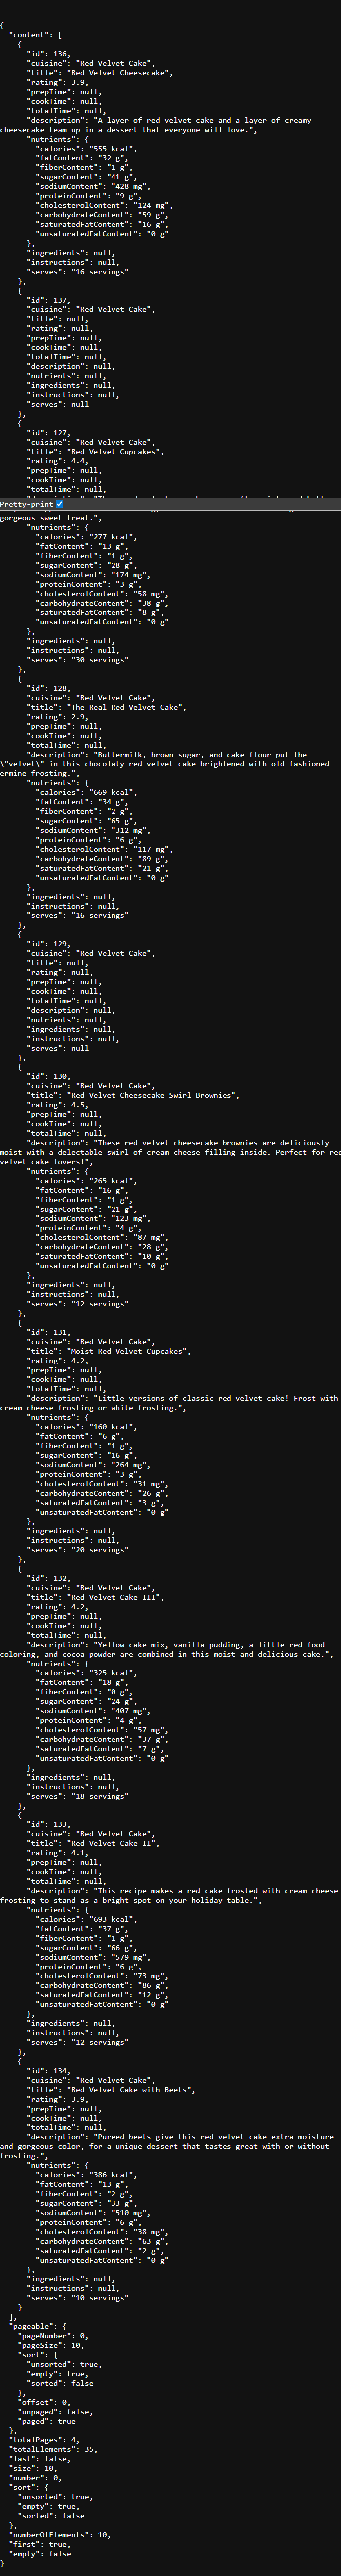 {
  "content": [
    {
      "id": 136,
      "cuisine": "Red Velvet Cake",
      "title": "Red Velvet Cheesecake",
      "rating": 3.9,
      "prepTime": null,
      "cookTime": null,
      "totalTime": null,
      "description": "A layer of red velvet cake and a layer of creamy
cheesecake team up in a dessert that everyone will love.",
      "nutrients": {
        "calories": "555 kcal",
        "fatContent": "32 g",
        "fiberContent": "1 g",
        "sugarContent": "41 g",
        "sodiumContent": "428 mg",
        "proteinContent": "9 g",
        "cholesterolContent": "124 mg",
        "carbohydrateContent": "59 g",
        "saturatedFatContent": "16 g",
        "unsaturatedFatContent": "0 g"
      },
      "ingredients": null,
      "instructions": null,
      "serves": "16 servings"
    },
    {
      "id": 137,
      "cuisine": "Red Velvet Cake",
      "title": null,
      "rating": null,
      "prepTime": null,
      "cookTime": null,
      "totalTime": null,
      "description": null,
      "nutrients": null,
      "ingredients": null,
      "instructions": null,
      "serves": null
    },
    {
      "id": 127,
      "cuisine": "Red Velvet Cake",
      "title": "Red Velvet Cupcakes",
      "rating": 4.4,
      "prepTime": null,
      "cookTime": null,
      "totalTime": null,
Pretty-print
gorgeous sweet treat.",
      "nutrients": {
        "calories": "277 kcal",
        "fatContent": "13 g",
        "fiberContent": "1 g",
        "sugarContent": "28 g",
        "sodiumContent": "174 mg",
        "proteinContent": "3 g",
        "cholesterolContent": "58 mg",
        "carbohydrateContent": "38 g",
        "saturatedFatContent": "8 g",
        "unsaturatedFatContent": "0 g"
      },
      "ingredients": null,
      "instructions": null,
      "serves": "30 servings"
    },
    {
      "id": 128,
      "cuisine": "Red Velvet Cake",
      "title": "The Real Red Velvet Cake",
      "rating": 2.9,
      "prepTime": null,
      "cookTime": null,
      "totalTime": null,
      "description": "Buttermilk, brown sugar, and cake flour put the
\"velvet\" in this chocolaty red velvet cake brightened with old-fashioned
ermine frosting.",
      "nutrients": {
        "calories": "669 kcal",
        "fatContent": "34 g",
        "fiberContent": "2 g",
        "sugarContent": "65 g",
        "sodiumContent": "312 mg",
        "proteinContent": "6 g",
        "cholesterolContent": "117 mg",
        "carbohydrateContent": "89 g",
        "saturatedFatContent": "21 g",
        "unsaturatedFatContent": "0 g"
      },
      "ingredients": null,
      "instructions": null,
      "serves": "16 servings"
    },
    {
      "id": 129,
      "cuisine": "Red Velvet Cake",
      "title": null,
      "rating": null,
      "prepTime": null,
      "cookTime": null,
      "totalTime": null,
      "description": null,
      "nutrients": null,
      "ingredients": null,
      "instructions": null,
      "serves": null
    },
    {
      "id": 130,
      "cuisine": "Red Velvet Cake",
      "title": "Red Velvet Cheesecake Swirl Brownies",
      "rating": 4.5,
      "prepTime": null,
      "cookTime": null,
      "totalTime": null,
      "description": "These red velvet cheesecake brownies are deliciously
moist with a delectable swirl of cream cheese filling inside. Perfect for red
velvet cake lovers!",
      "nutrients": {
        "calories": "265 kcal",
        "fatContent": "16 g",
        "fiberContent": "1 g",
        "sugarContent": "21 g",
        "sodiumContent": "123 mg",
        "proteinContent": "4 g",
        "cholesterolContent": "87 mg",
        "carbohydrateContent": "28 g",
        "saturatedFatContent": "10 g",
        "unsaturatedFatContent": "0 g"
      },
      "ingredients": null,
      "instructions": null,
      "serves": "12 servings"
    },
    {
      "id": 131,
      "cuisine": "Red Velvet Cake",
      "title": "Moist Red Velvet Cupcakes",
      "rating": 4.2,
      "prepTime": null,
      "cookTime": null,
      "totalTime": null,
      "description": "Little versions of classic red velvet cake! Frost with
cream cheese frosting or white frosting.",
      "nutrients": {
        "calories": "160 kcal",
        "fatContent": "6 g",
        "fiberContent": "1 g",
        "sugarContent": "16 g",
        "sodiumContent": "264 mg",
        "proteinContent": "3 g",
        "cholesterolContent": "31 mg",
        "carbohydrateContent": "26 g",
        "saturatedFatContent": "3 g",
        "unsaturatedFatContent": "0 g"
      },
      "ingredients": null,
      "instructions": null,
      "serves": "20 servings"
    },
    {
      "id": 132,
      "cuisine": "Red Velvet Cake",
      "title": "Red Velvet Cake III",
      "rating": 4.2,
      "prepTime": null,
      "cookTime": null,
      "totalTime": null,
      "description": "Yellow cake mix, vanilla pudding, a little red food
coloring, and cocoa powder are combined in this moist and delicious cake.",
      "nutrients": {
        "calories": "325 kcal",
        "fatContent": "18 g",
        "fiberContent": "0 g",
        "sugarContent": "24 g",
        "sodiumContent": "407 mg",
        "proteinContent": "4 g",
        "cholesterolContent": "57 mg",
        "carbohydrateContent": "37 g",
        "saturatedFatContent": "7 g",
        "unsaturatedFatContent": "0 g"
      },
      "ingredients": null,
      "instructions": null,
      "serves": "18 servings"
    },
    {
      "id": 133,
      "cuisine": "Red Velvet Cake",
      "title": "Red Velvet Cake II",
      "rating": 4.1,
      "prepTime": null,
      "cookTime": null,
      "totalTime": null,
      "description": "This recipe makes a red cake frosted with cream cheese
frosting to stand as a bright spot on your holiday table.",
      "nutrients": {
        "calories": "693 kcal",
        "fatContent": "37 g",
        "fiberContent": "1 g",
        "sugarContent": "66 g",
        "sodiumContent": "579 mg",
        "proteinContent": "6 g",
        "cholesterolContent": "73 mg",
        "carbohydrateContent": "86 g",
        "saturatedFatContent": "12 g",
        "unsaturatedFatContent": "0 g"
      },
      "ingredients": null,
      "instructions": null,
      "serves": "12 servings"
    },
    {
      "id": 134,
      "cuisine": "Red Velvet Cake",
      "title": "Red Velvet Cake with Beets",
      "rating": 3.9,
      "prepTime": null,
      "cookTime": null,
      "totalTime": null,
      "description": "Pureed beets give this red velvet cake extra moisture
and gorgeous color, for a unique dessert that tastes great with or without
frosting.",
      "nutrients": {
        "calories": "386 kcal",
        "fatContent": "13 g",
        "fiberContent": "2 g",
        "sugarContent": "33 g",
        "sodiumContent": "510 mg",
        "proteinContent": "6 g",
        "cholesterolContent": "38 mg",
        "carbohydrateContent": "63 g",
        "saturatedFatContent": "2 g",
        "unsaturatedFatContent": "0 g"
      },
      "ingredients": null,
      "instructions": null,
      "serves": "10 servings"
    }
  ],
  "pageable": {
    "pageNumber": 0,
    "pageSize": 10,
    "sort": {
      "unsorted": true,
      "empty": true,
      "sorted": false
    },
    "offset": 0,
    "unpaged": false,
    "paged": true
  },
  "totalPages": 4,
  "totalElements": 35,
  "last": false,
  "size": 10,
  "number": 0,
  "sort": {
    "unsorted": true,
    "empty": true,
    "sorted": false
  },
  "numberOfElements": 10,
  "first": true,
  "empty": false
}